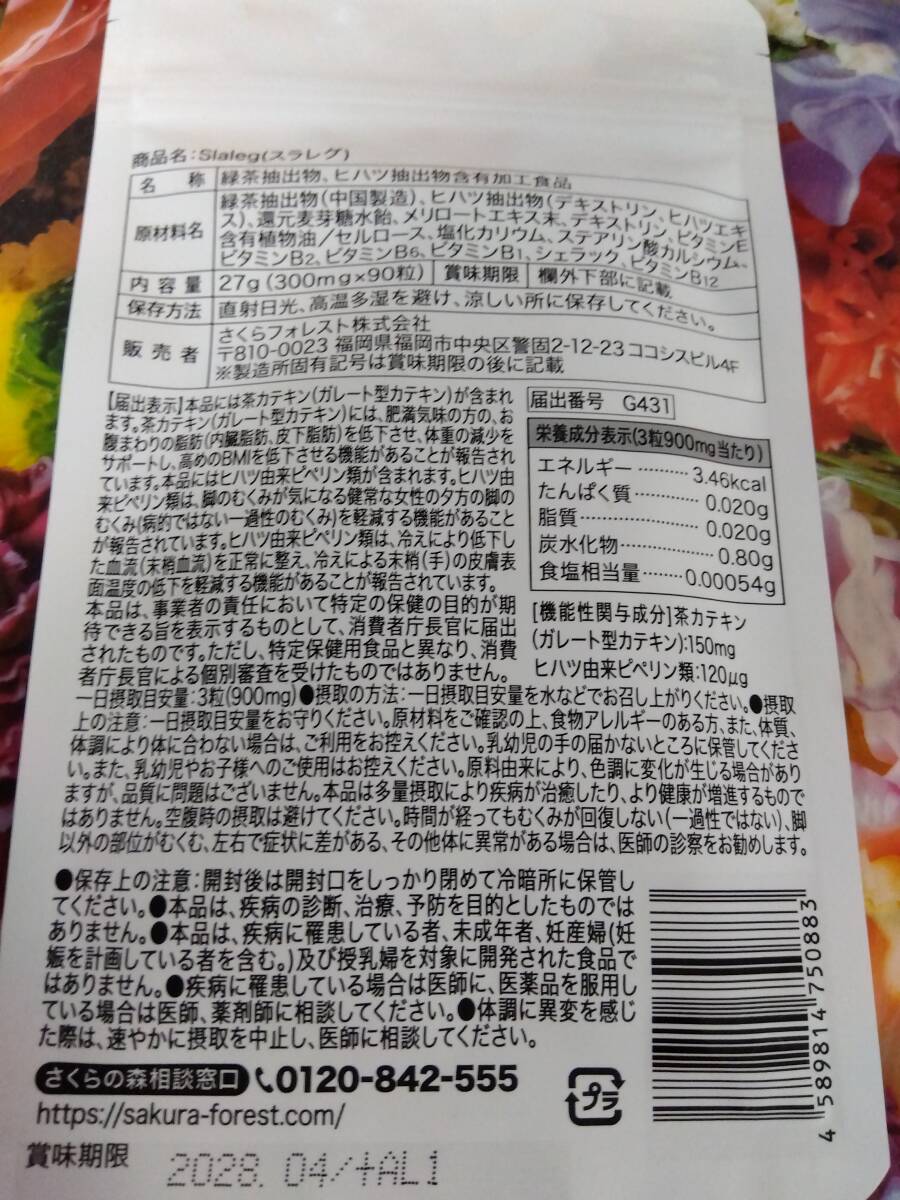 商品名:Slaleg(スラレグ)
名称 緑茶抽出物、ヒハツ抽出物含有加工食品
原材料名 緑茶抽出物(中国製造)、ヒハツ抽出物(デキストリン、ヒハツエキ
ス)、還元麦芽糖水飴、メリロートエキス末、デキストリン、ビタミンE
含有植物油/セルロース、塩化カリウム、ステアリン酸カルシウム、
ビタミンB2、ビタミンB6、ビタミンB1、シェラック、ビタミンB12
内容量 27g(300mg×90粒) 賞味期限 欄外下部に記載
保存方法 直射日光、高温多湿を避け、涼しい所に保存してください。
販売者 さくらフォレスト株式会社
〒810-0023 福岡県福岡市中央区警固2-12-23 ココシスビル4F
※製造所固有記号は賞味期限の後に記載
【届出表示】本品には茶カテキン(ガレート型カテキン)が含まれ
ます。茶カテキン(ガレート型カテキン)には、肥満気味の方の、お
腹まわりの脂肪(内臓脂肪、皮下脂肪)を低下させ、体重の減少を
サポートし、高めのBMIを低下させる機能があることが報告され
ています。本品にはヒハツ由来ピペリン類が含まれます。ヒハツ由
来ピペリン類は、脚のむくみが気になる健常な女性の夕方の脚の
むくみ(病的ではない一過性のむくみ)を軽減する機能があること
が報告されています。ヒハツ由来ピペリン類は、冷えにより低下し
た血流(末梢血流)を正常に整え、冷えによる末梢(手)の皮膚表
面温度の低下を軽減する機能があることが報告されています。
本品は、事業者の責任において特定の保健の目的が期
待できる旨を表示するものとして、消費者庁長官に届出
されたものです。ただし、特定保健用食品と異なり、消費
者庁長官による個別審査を受けたものではありません。
届出番号 G431
栄養成分表示(3粒900mg当たり)
エネルギー………3.46kcal
たんぱく質…………0.020g
脂質…………………0.020g
炭水化物……………0.80g
食塩相当量……0.00054g
[機能性関与成分]茶カテキン
(ガレート型カテキン):150mg
ヒハツ由来ピペリン類:120μg
一日摂取目安量:3粒(900mg)●摂取の方法:一日摂取目安量を水などでお召し上がりください。●摂取
上の注意:一日摂取目安量をお守りください。原材料をご確認の上、食物アレルギーのある方、また、体質、
体調により体に合わない場合は、ご利用をお控えください。乳幼児の手の届かないところに保管してくださ
い。また、乳幼児やお子様へのご使用はお控えください。原料由来により、色調に変化が生じる場合があり
ますが、品質に問題はございません。本品は多量摂取により疾病が治癒したり、より健康が増進するもので
はありません。空腹時の摂取は避けてください。時間が経ってもむくみが回復しない(一過性ではない)、脚
以外の部位がむくむ、左右で症状に差がある、その他体に異常がある場合は、医師の診察をお勧めします。
●保存上の注意:開封後は開封口をしっかり閉めて冷暗所に保管し
てください。●本品は、疾病の診断、治療、予防を目的としたものでは
ありません。●本品は、疾病に罹患している者、未成年者、妊産婦(妊
娠を計画している者を含む。)及び授乳婦を対象に開発された食品で
はありません。●疾病に罹患している場合は医師に、医薬品を服用し
ている場合は医師、薬剤師に相談してください。●体調に異変を感じ
た際は、速やかに摂取を中止し、医師に相談してください。
さくらの森相談窓口 0120-842-555
https://sakura-forest.com/
プラ
4 589814 750883
賞味期限 2028. 04/+AL1